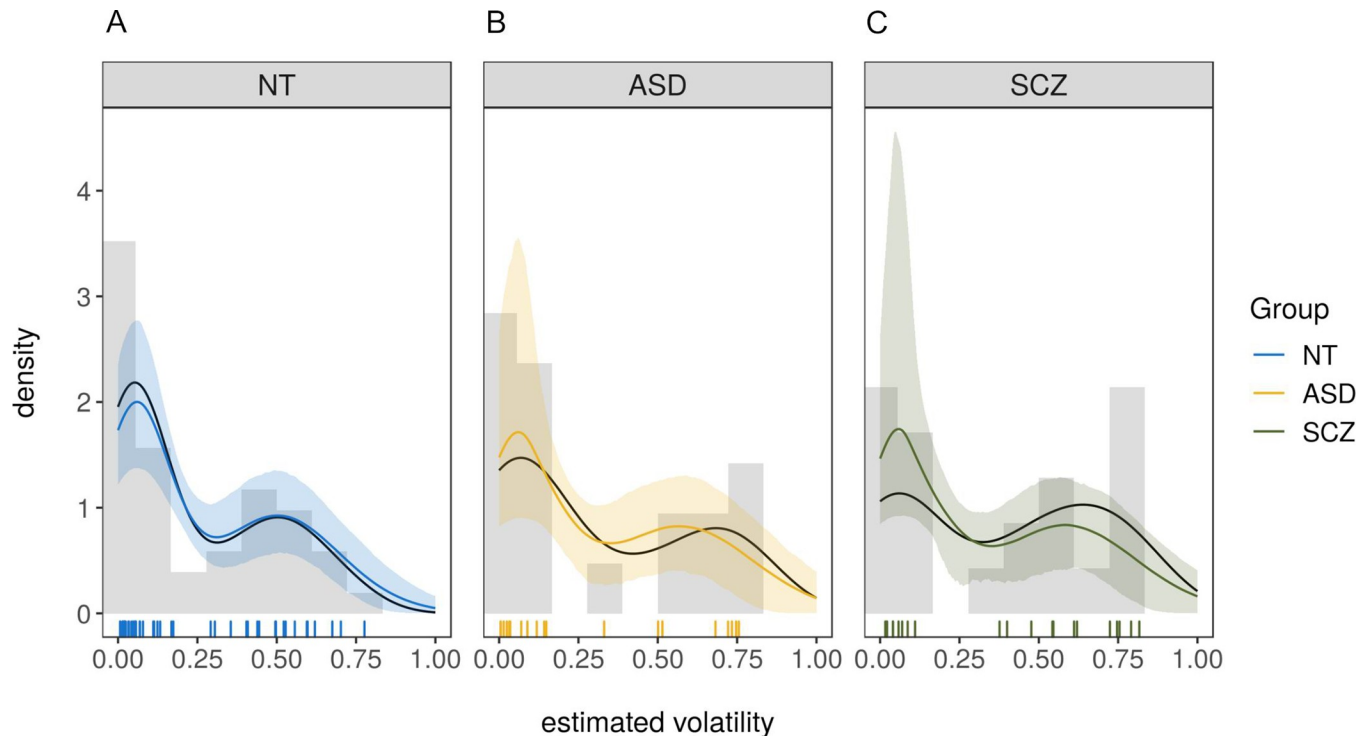 A B C
NT ASD SCZ
4
3
2
1
0
density
0.00 0.25 0.50 0.75 1.00 0.00 0.25 0.50 0.75 1.00 0.00 0.25 0.50 0.75 1.00
estimated volatility
Group
NT
ASD
SCZ